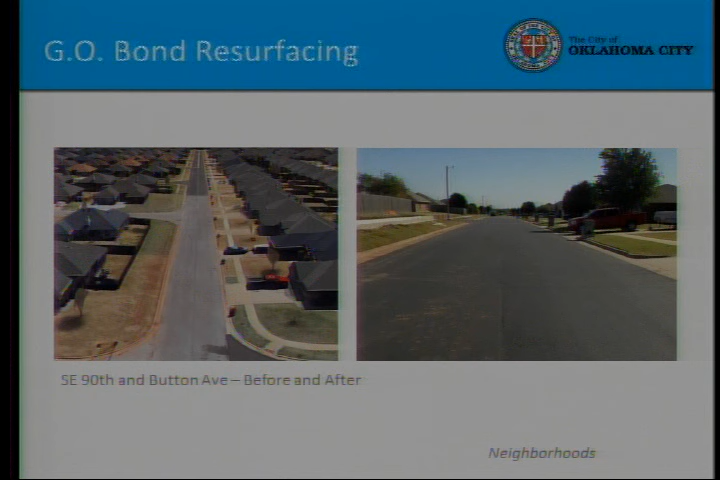 G.O. Bond Resurfacing
The City of
OKLAHOMA CITY
SE 90th and Button Ave – Before and After
Neighborhoods